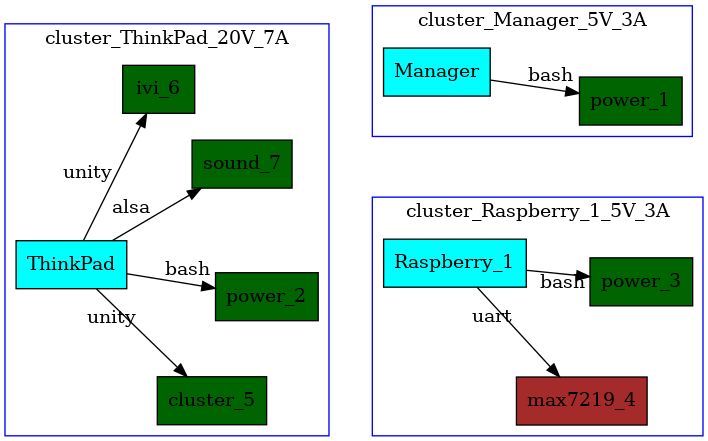 cluster_ThinkPad_20V_7A
ivi_6
unity
sound_7
alsa
ThinkPad
bash
power_2
unity
cluster_5
cluster_Manager_5V_3A
Manager
bash
power_1
cluster_Raspberry_1_5V_3A
Raspberry_1
bash
power_3
uart
max7219_4